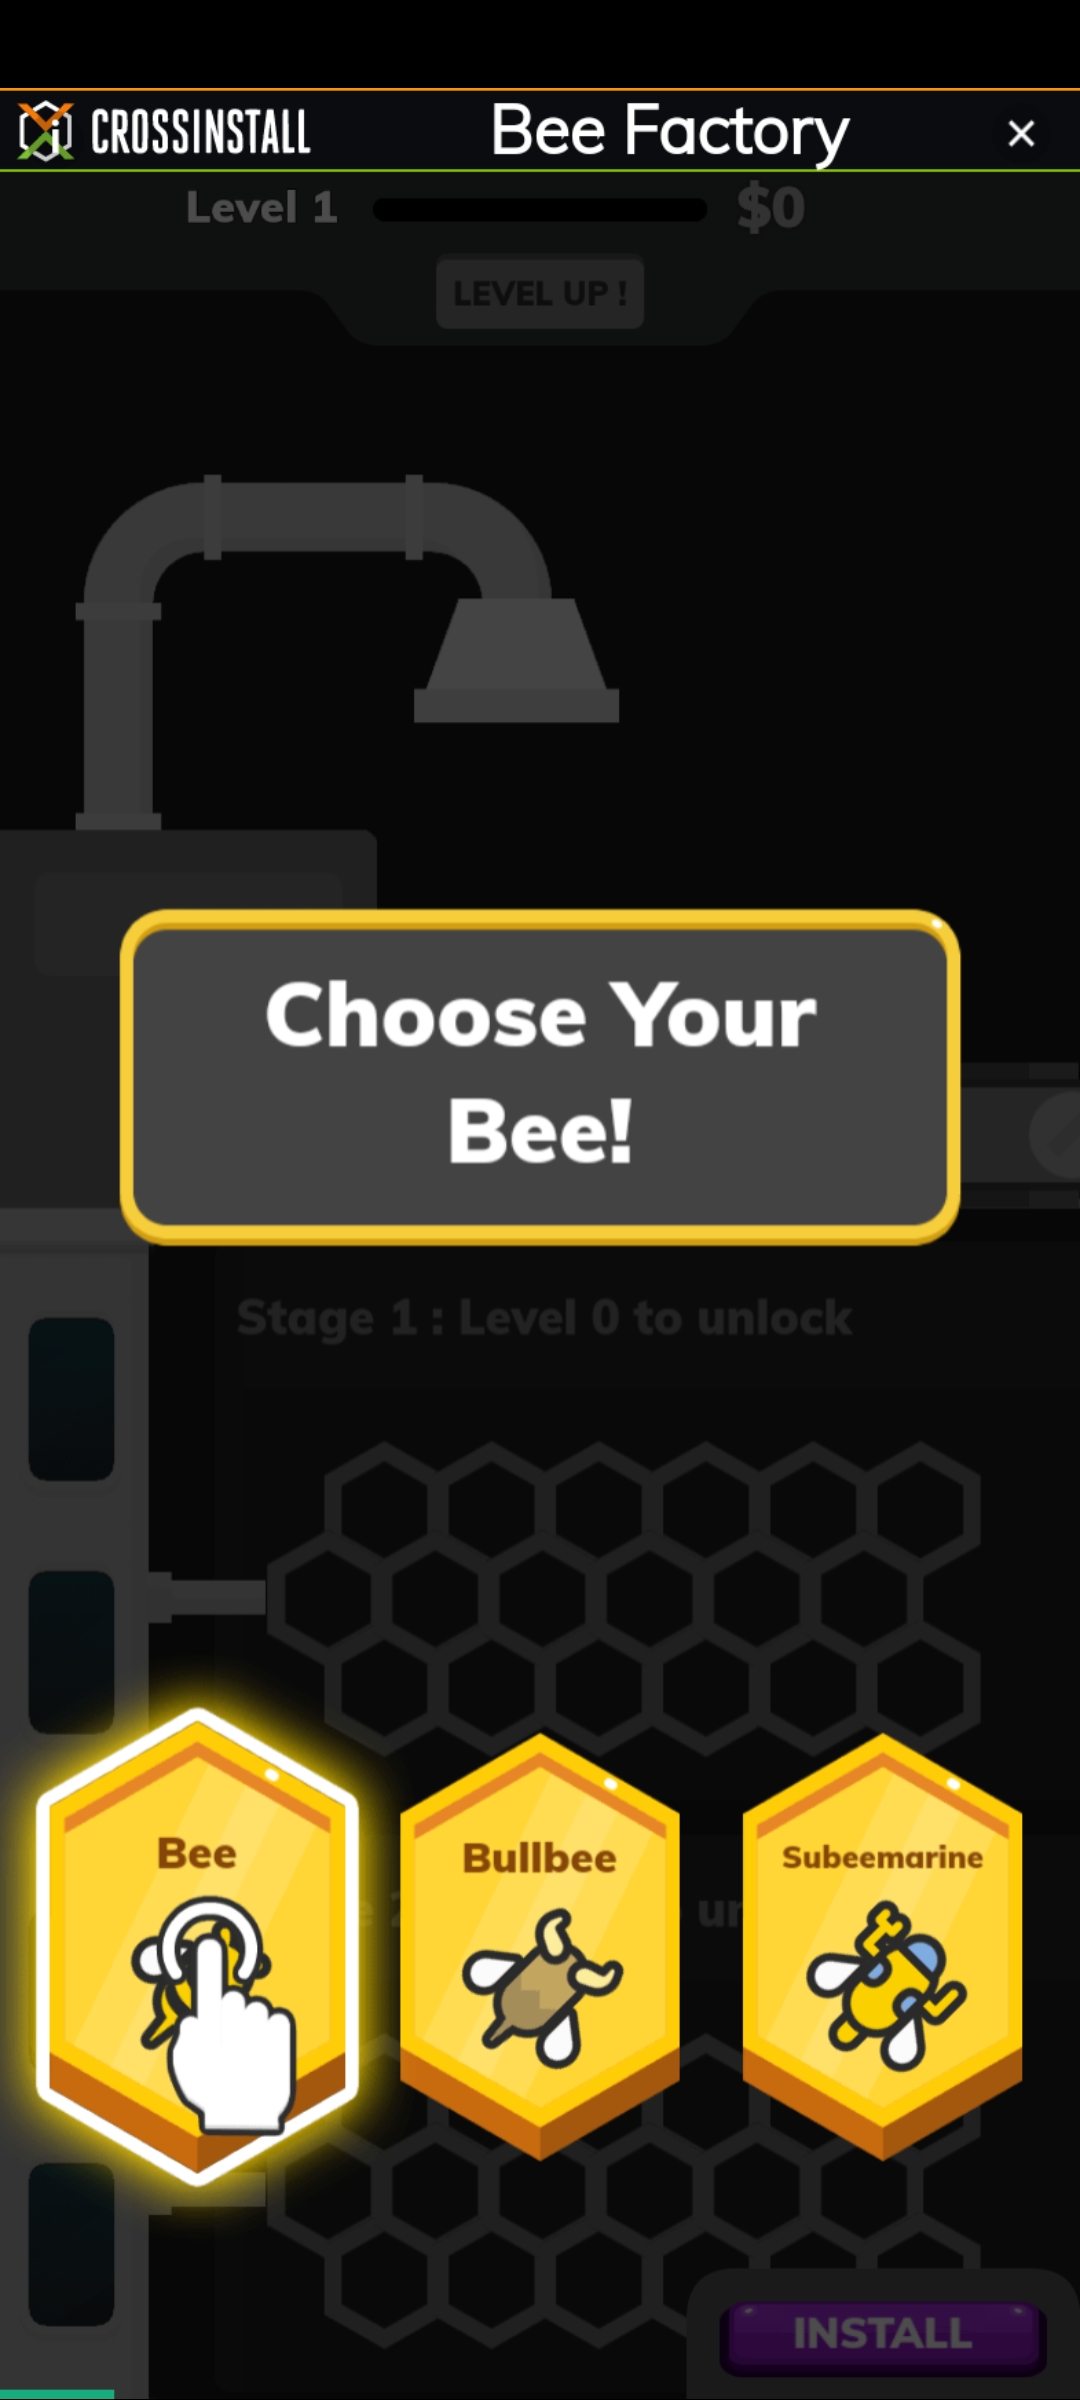 CROSSINSTALL
Bee Factory
Level 1
$0
LEVEL UP !
Choose Your
Bee!
Stage 1 : Level 0 to unlock
Bee
Bullbee
Subeemarine
INSTALL